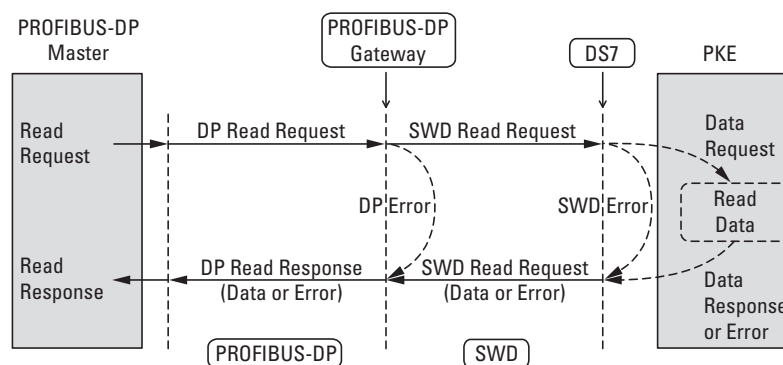 PROFIBUS-DP
Master
PROFIBUS-DP
Gateway
DS7
PKE
Read
Request
DP Read Request
SWD Read Request
Data
Request
DP Error
SWD Error
Read
Data
Read
Response
DP Read Response
(Data or Error)
SWD Read Request
(Data or Error)
Data
Response
or Error
PROFIBUS-DP
SWD